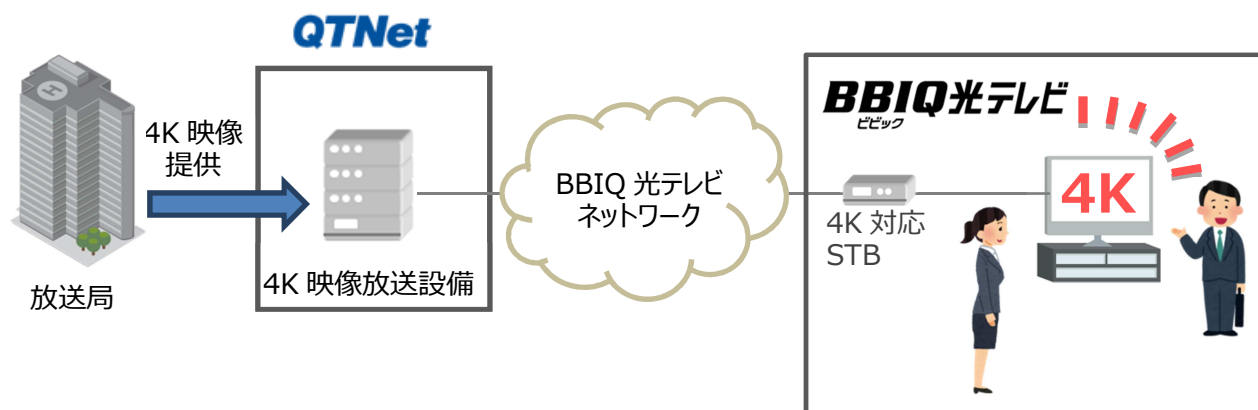 QTNet
4K 映像
提供
4K 映像放送設備
放送局
BBIQ 光テレビ
ネットワーク
BBIQ光テレビ
ビビック
4K
4K 対応
STB
H